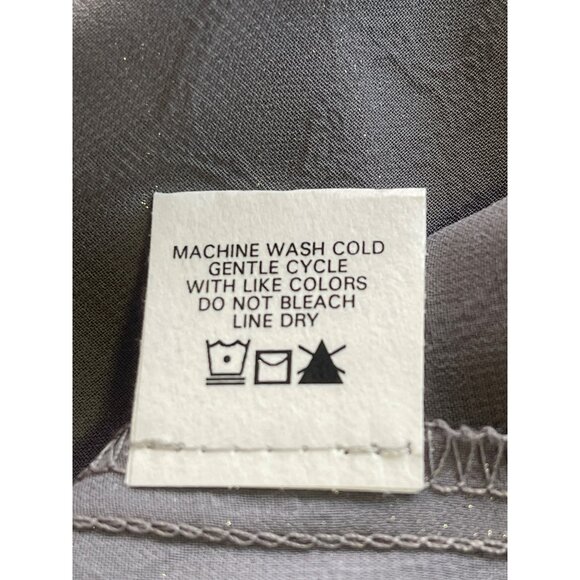 MACHINE WASH COLD
GENTLE CYCLE
WITH LIKE COLORS
DO NOT BLEACH
LINE DRY